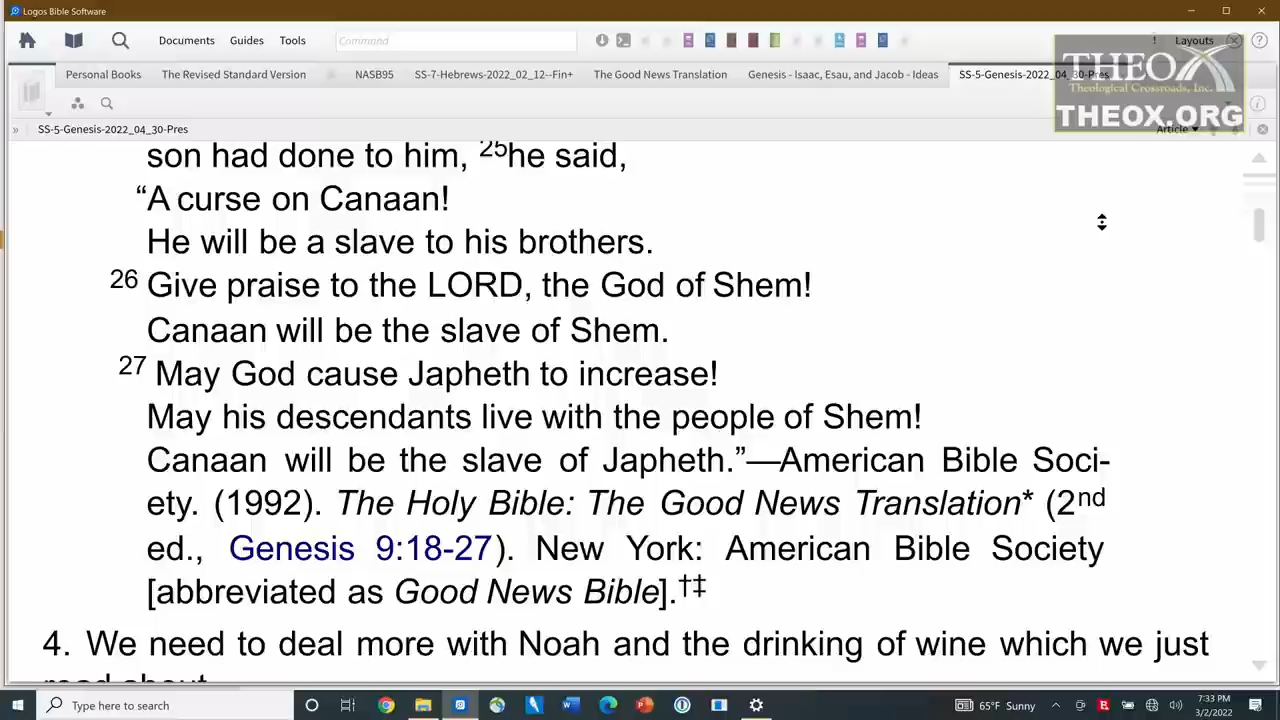 Logos Bible Software
Documents Guides Tools Command ! Layouts
Personal Books The Revised Standard Version NASB95 SS-7-Hebrews-2022_02_12--Fin+ The Good News Translation Genesis - Isaac, Esau, and Jacob - Ideas SS-5-Genesis-2022_04_30-Pres
THEOX
Theological Crossroads, Inc.
THEOX.ORG
» SS-5-Genesis-2022_04_30-Pres Article
son had done to him, 25he said,
“A curse on Canaan!
He will be a slave to his brothers.
26 Give praise to the LORD, the God of Shem!
Canaan will be the slave of Shem.
27 May God cause Japheth to increase!
May his descendants live with the people of Shem!
Canaan will be the slave of Japheth.”—American Bible Soci-
ety. (1992). The Holy Bible: The Good News Translation* (2nd
ed., Genesis 9:18-27). New York: American Bible Society
[abbreviated as Good News Bible].†‡
4. We need to deal more with Noah and the drinking of wine which we just
read about
Type here to search 65°F Sunny 7:33 PM
3/2/2022